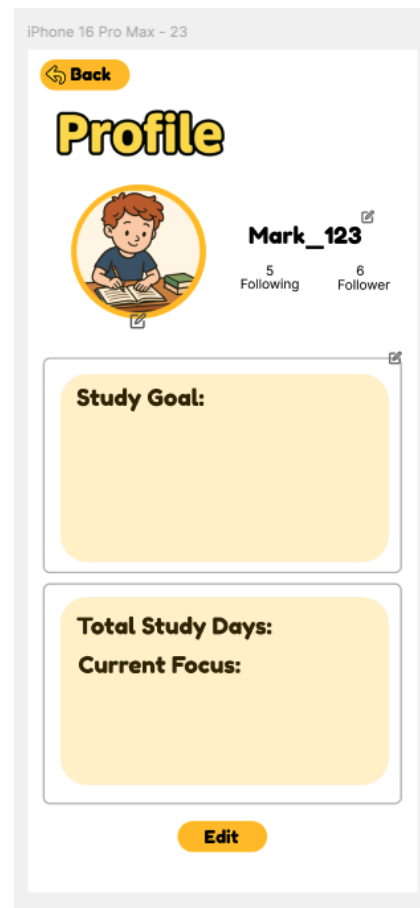 iPhone 16 Pro Max - 23
Back
Profile
Mark_123
5 6
Following Follower
Study Goal:
Total Study Days:
Current Focus:
Edit